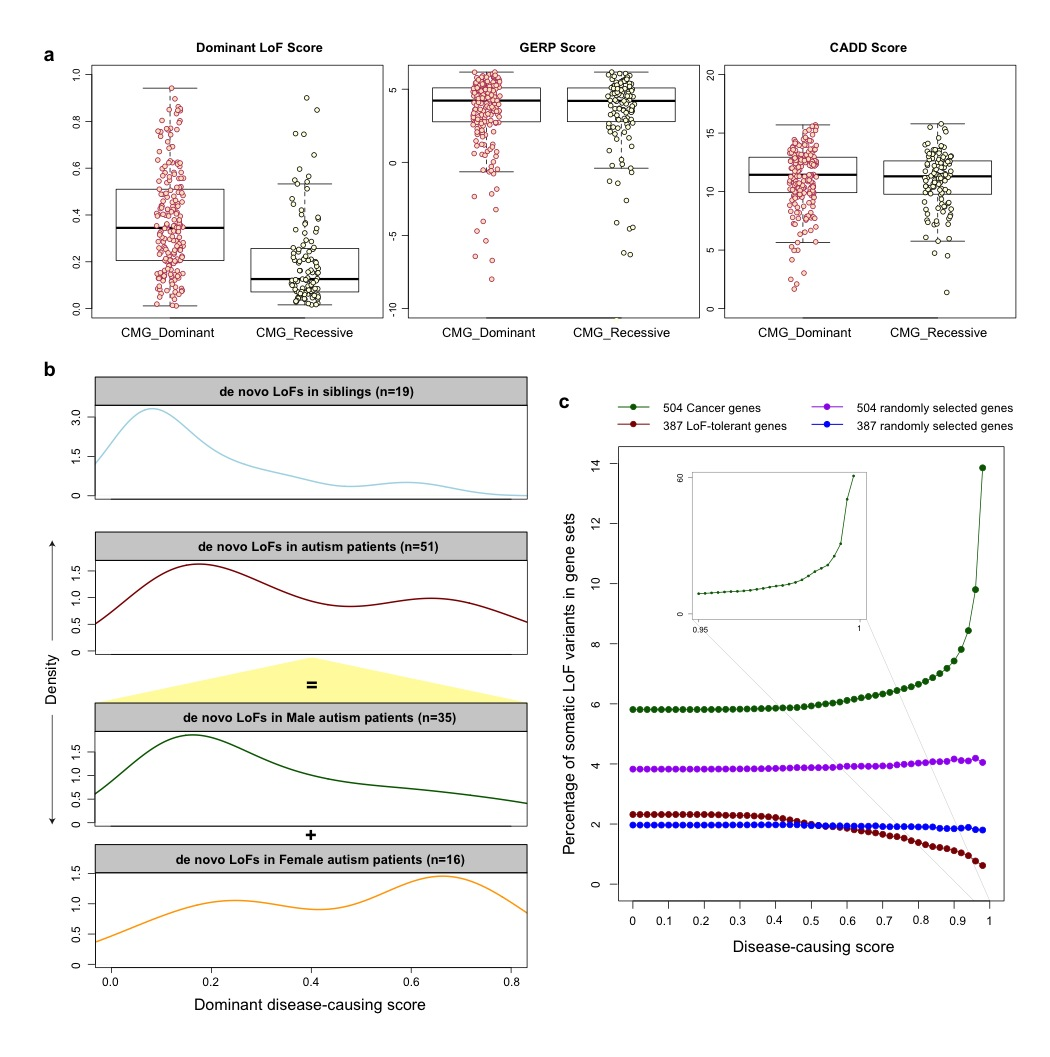 a
Dominant LoF Score
GERP Score
CADD Score
1.0
0.8
0.6
0.4
0.2
0.0
5
0
-5
-10
20
15
10
5
0
CMG_Dominant
CMG_Recessive
CMG_Dominant
CMG_Recessive
CMG_Dominant
CMG_Recessive
b
Density
de novo LoFs in siblings (n=19)
3.0
1.5
0
de novo LoFs in autism patients (n=51)
1.5
1.0
0.5
0
=
de novo LoFs in Male autism patients (n=35)
1.5
1.0
0.5
0
+
de novo LoFs in Female autism patients (n=16)
1.5
1.0
0.5
0
0.0 0.2 0.4 0.6 0.8
Dominant disease-causing score
c
504 Cancer genes
504 randomly selected genes
387 LoF-tolerant genes
387 randomly selected genes
Percentage of somatic LoF variants in gene sets
14
12
10
8
6
4
2
0
60
0
0.95 1
0 0.1 0.2 0.3 0.4 0.5 0.6 0.7 0.8 0.9 1
Disease-causing score